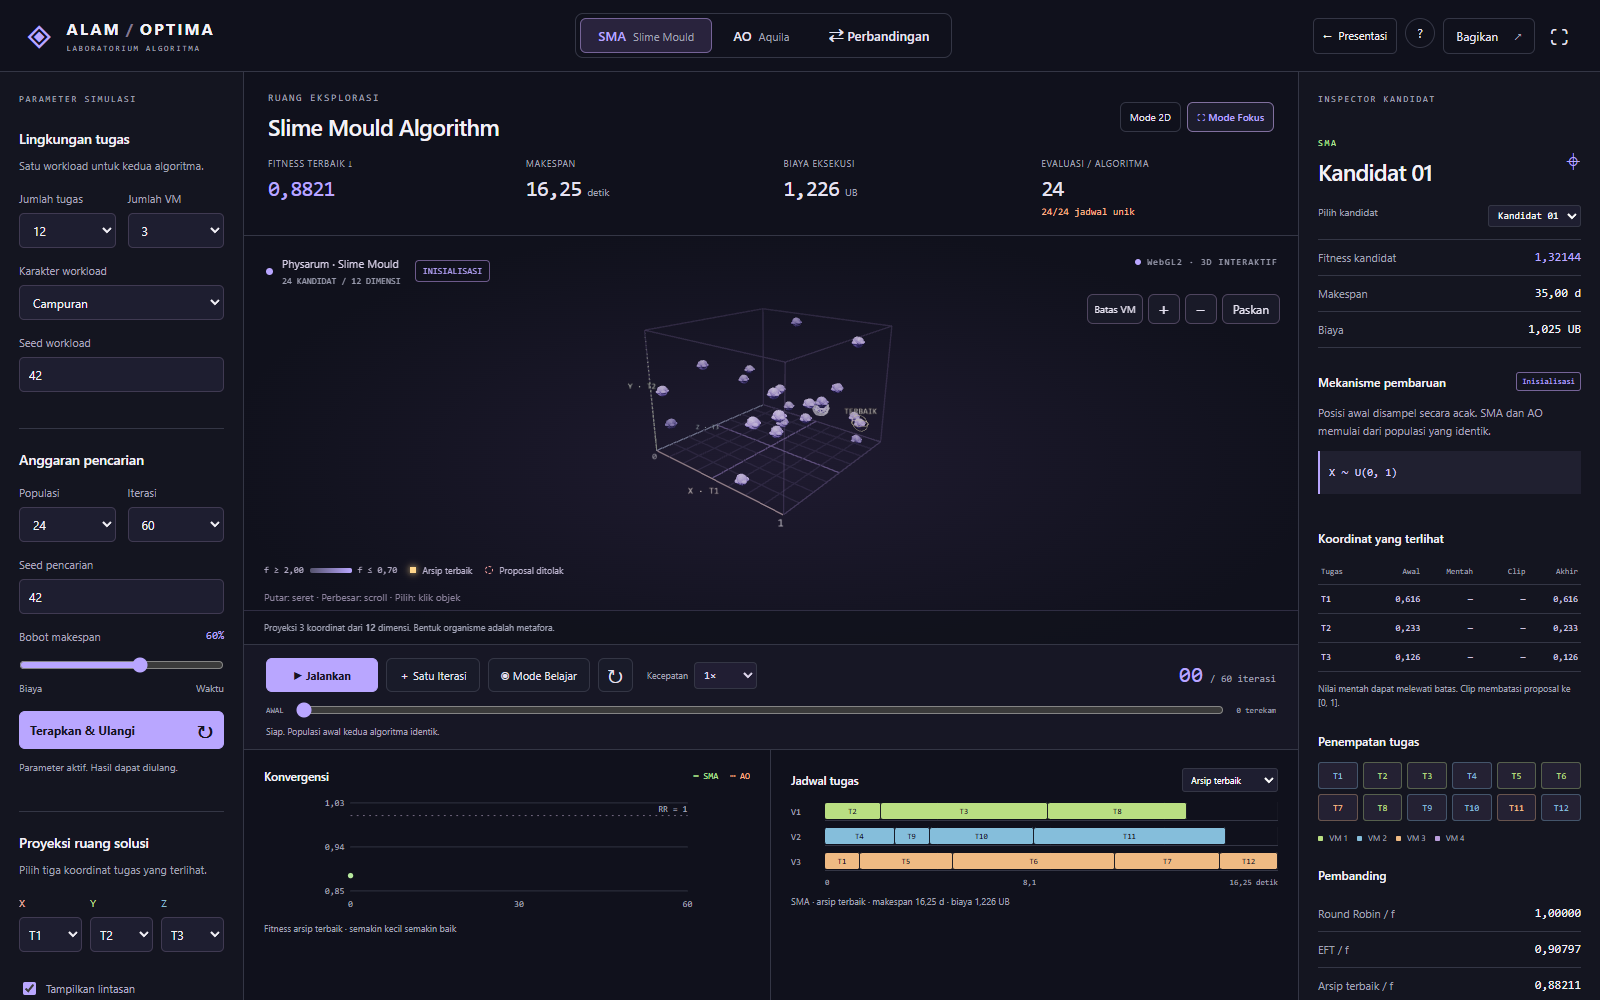 ALAM / OPTIMA
LABORATORIUM ALGORITMA
SMA Slime Mould
AO Aquila
⇄ Perbandingan
← Presentasi
?
Bagikan ↗
PARAMETER SIMULASI
Lingkungan tugas
Satu workload untuk kedua algoritma.
Jumlah tugas
Jumlah VM
12
3
Karakter workload
Campuran
Seed workload
42
Anggaran pencarian
Populasi
Iterasi
24
60
Seed pencarian
42
Bobot makespan
60%
Biaya
Waktu
Terapkan & Ulangi ↻
Parameter aktif. Hasil dapat diulang.
Proyeksi ruang solusi
Pilih tiga koordinat tugas yang terlihat.
X
Y
Z
T1
T2
T3
Tampilkan lintasan
RUANG EKSPLORASI
Slime Mould Algorithm
Mode 2D
Mode Fokus
FITNESS TERBAIK ↓
0,8821
MAKESPAN
16,25 detik
BIAYA EKSEKUSI
1,226 UB
EVALUASI / ALGORITMA
24
24/24 jadwal unik
Physarum · Slime Mould
24 KANDIDAT / 12 DIMENSI
INISIALISASI
WebGL2 · 3D INTERAKTIF
Batas VM
+
−
Paskan
Y · T2
TERBAIK
Z · T3
0
X · T1
1
f ≥ 2,00
f ≤ 0,70
Arsip terbaik
Proposal ditolak
Putar: seret · Perbesar: scroll · Pilih: klik objek
Proyeksi 3 koordinat dari 12 dimensi. Bentuk organisme adalah metafora.
▶ Jalankan
+ Satu Iterasi
◉ Mode Belajar
↻
Kecepatan
1×
00 / 60 iterasi
AWAL
0 terekam
Siap. Populasi awal kedua algoritma identik.
Konvergensi
SMA
AO
1,03
RR = 1
0,94
0,85
0
30
60
Fitness arsip terbaik · semakin kecil semakin baik
Jadwal tugas
Arsip terbaik
V1 T2 T3 T8
V2 T4 T9 T10 T11
V3 T1 T5 T6 T7 T12
0
8,1
16,25 detik
SMA · arsip terbaik · makespan 16,25 d · biaya 1,226 UB
INSPECTOR KANDIDAT
SMA
Kandidat 01
Pilih kandidat
Kandidat 01
Fitness kandidat 1,32144
Makespan 35,00 d
Biaya 1,025 UB
Mekanisme pembaruan
Inisialisasi
Posisi awal disampel secara acak. SMA dan AO
memulai dari populasi yang identik.
X ~ U(0, 1)
Koordinat yang terlihat
Tugas Awal Mentah Clip Akhir
T1 0,616 — — 0,616
T2 0,233 — — 0,233
T3 0,126 — — 0,126
Nilai mentah dapat melewati batas. Clip membatasi proposal ke
[0, 1].
Penempatan tugas
T1 T2 T3 T4 T5 T6
T7 T8 T9 T10 T11 T12
VM 1 VM 2 VM 3 VM 4
Pembanding
Round Robin / f 1,00000
EFT / f 0,90797
Arsip terbaik / f 0,88211